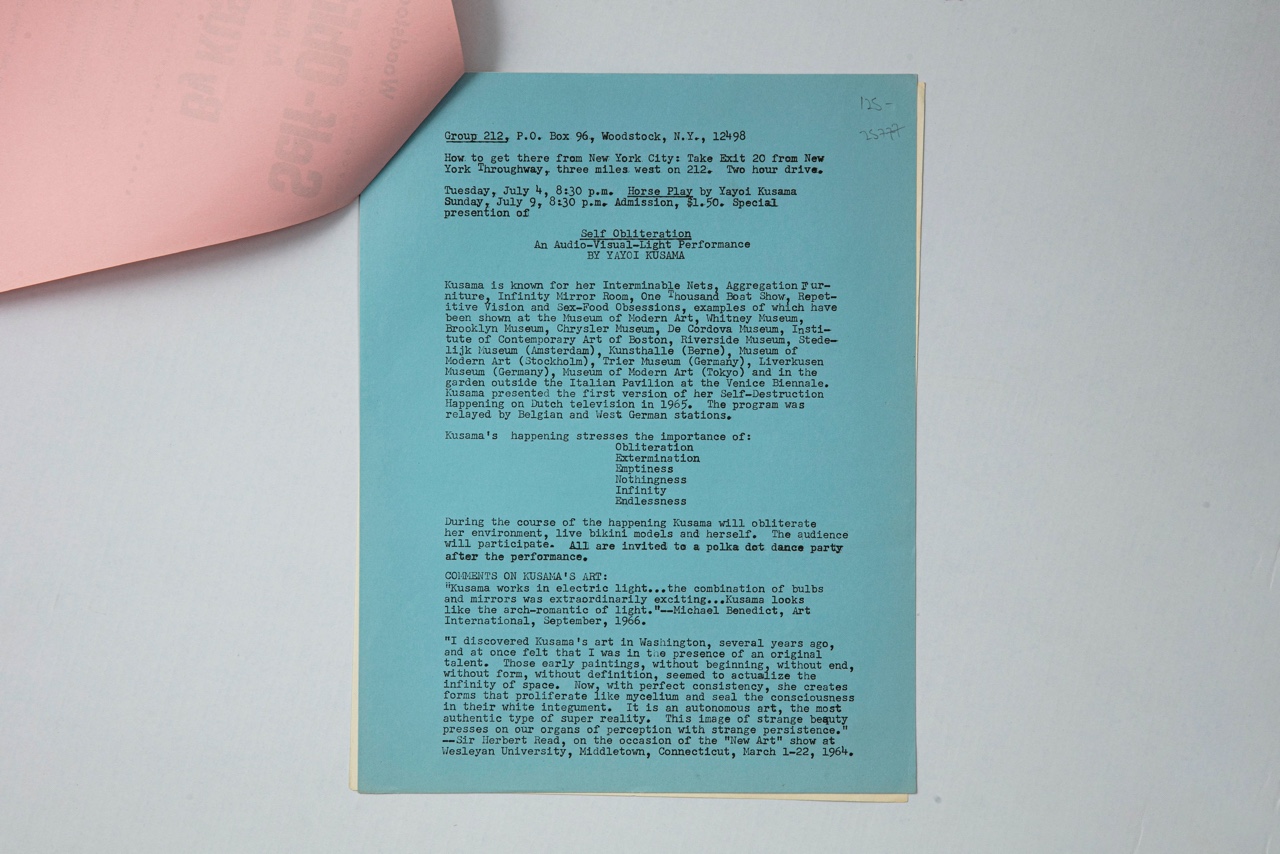 By KUS
Self-Obli
Woodstoc
125-
25777
Group 212, P.O. Box 96, Woodstock, N.Y., 12498
How to get there from New York City: Take Exit 20 from New
York Throughway, three miles west on 212. Two hour drive.
Tuesday, July 4, 8:30 p.m. Horse Play by Yayoi Kusama
Sunday, July 9, 8:30 p.m. Admission, $1.50. Special
presention of
Self Obliteration
An Audio-Visual-Light Performance
BY YAYOI KUSAMA
Kusama is known for her Interminable Nets, Aggregation Fur-
niture, Infinity Mirror Room, One Thousand Boat Show, Repet-
itive Vision and Sex-Food Obsessions, examples of which have
been shown at the Museum of Modern Art, Whitney Museum,
Brooklyn Museum, Chrysler Museum, De Cordova Museum, Insti-
tute of Contemporary Art of Boston, Riverside Museum, Stede-
lijk Museum (Amsterdam), Kunsthalle (Berne), Museum of
Modern Art (Stockholm), Trier Museum (Germany), Liverkusen
Museum (Germany), Museum of Modern Art (Tokyo) and in the
garden outside the Italian Pavilion at the Venice Biennale.
Kusama presented the first version of her Self-Destruction
Happening on Dutch television in 1965. The program was
relayed by Belgian and West German stations.
Kusama's happening stresses the importance of:
Obliteration
Extermination
Emptiness
Nothingness
Infinity
Endlessness
During the course of the happening Kusama will obliterate
her environment, live bikini models and herself. The audience
will participate. All are invited to a polka dot dance party
after the performance.
COMMENTS ON KUSAMA'S ART:
"Kusama works in electric light...the combination of bulbs
and mirrors was extraordinarily exciting...Kusama looks
like the arch-romantic of light."--Michael Benedict, Art
International, September, 1966.
"I discovered Kusama's art in Washington, several years ago,
and at once felt that I was in the presence of an original
talent. Those early paintings, without beginning, without end,
without form, without definition, seemed to actualize the
infinity of space. Now, with perfect consistency, she creates
forms that proliferate like mycelium and seal the consciousness
in their white integument. It is an autonomous art, the most
authentic type of super reality. This image of strange beauty
presses on our organs of perception with strange persistence."
--Sir Herbert Read, on the occasion of the "New Art" show at
Wesleyan University, Middletown, Connecticut, March 1-22, 1964.